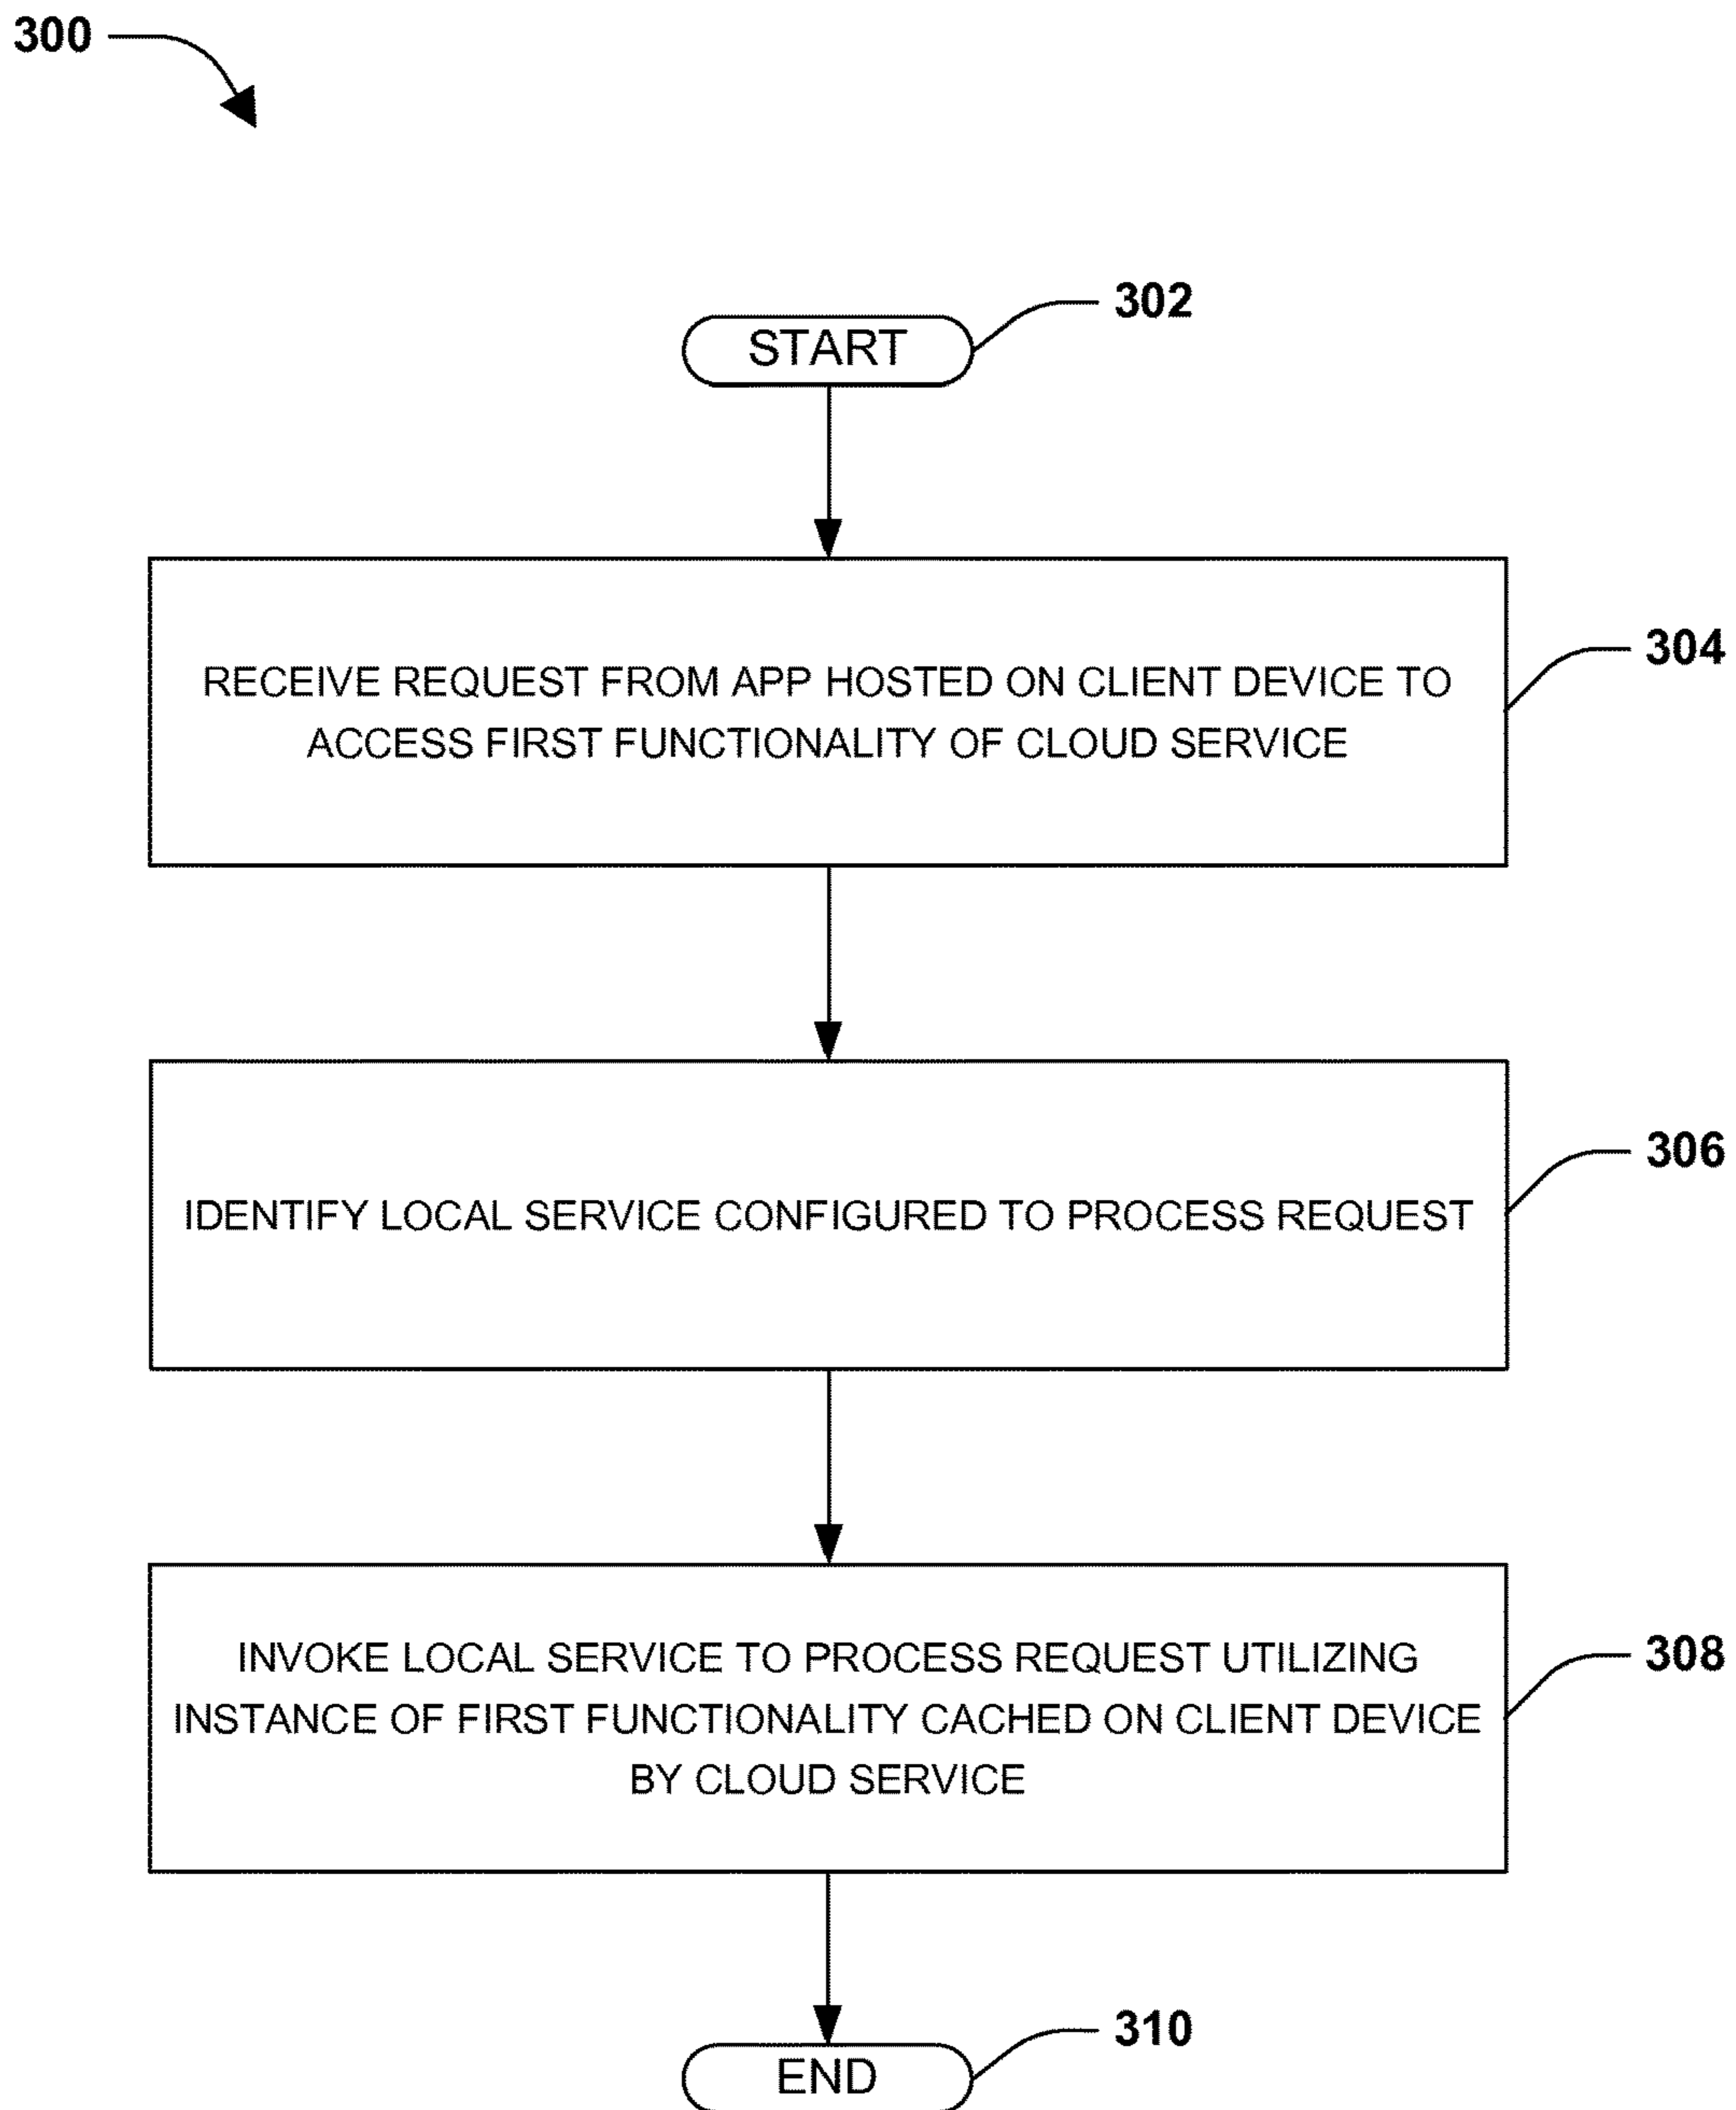 300
302
START
304
RECEIVE REQUEST FROM APP HOSTED ON CLIENT DEVICE TO
ACCESS FIRST FUNCTIONALITY OF CLOUD SERVICE
306
IDENTIFY LOCAL SERVICE CONFIGURED TO PROCESS REQUEST
308
INVOKE LOCAL SERVICE TO PROCESS REQUEST UTILIZING
INSTANCE OF FIRST FUNCTIONALITY CACHED ON CLIENT DEVICE
BY CLOUD SERVICE
310
END